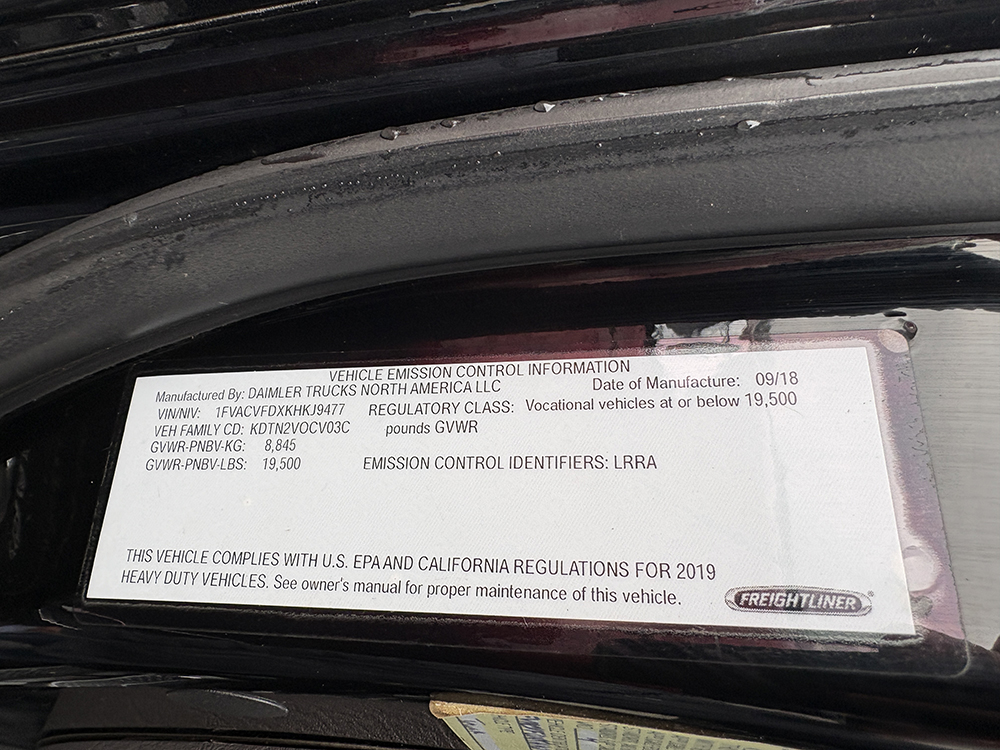 VEHICLE EMISSION CONTROL INFORMATION
Manufactured By: DAIMLER TRUCKS NORTH AMERICA LLC Date of Manufacture: 09/18
VIN/NIV: 1FVACVFDXKHKJ9477 REGULATORY CLASS: Vocational vehicles at or below 19,500
VEH FAMILY CD: KDTN2VOCV03C pounds GVWR
GVWR-PNBV-KG: 8,845
GVWR-PNBV-LBS: 19,500 EMISSION CONTROL IDENTIFIERS: LRRA
THIS VEHICLE COMPLIES WITH U.S. EPA AND CALIFORNIA REGULATIONS FOR 2019
HEAVY DUTY VEHICLES. See owner's manual for proper maintenance of this vehicle.
FREIGHTLINER